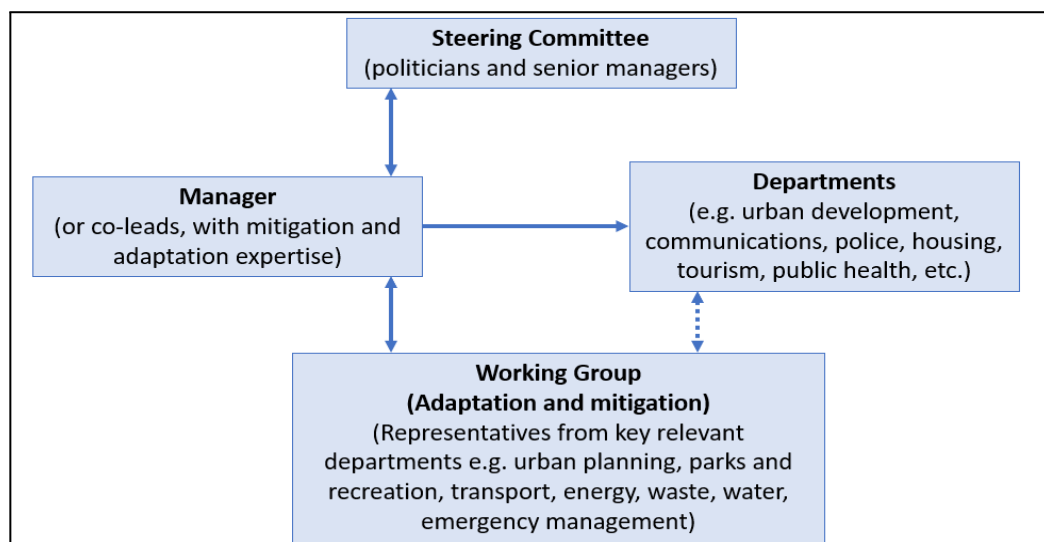 Steering Committee
(politicians and senior managers)
Manager
(or co-leads, with mitigation and
adaptation expertise)
Departments
(e.g. urban development,
communications, police, housing,
tourism, public health, etc.)
Working Group
(Adaptation and mitigation)
(Representatives from key relevant
departments e.g. urban planning, parks and
recreation, transport, energy, waste, water,
emergency management)